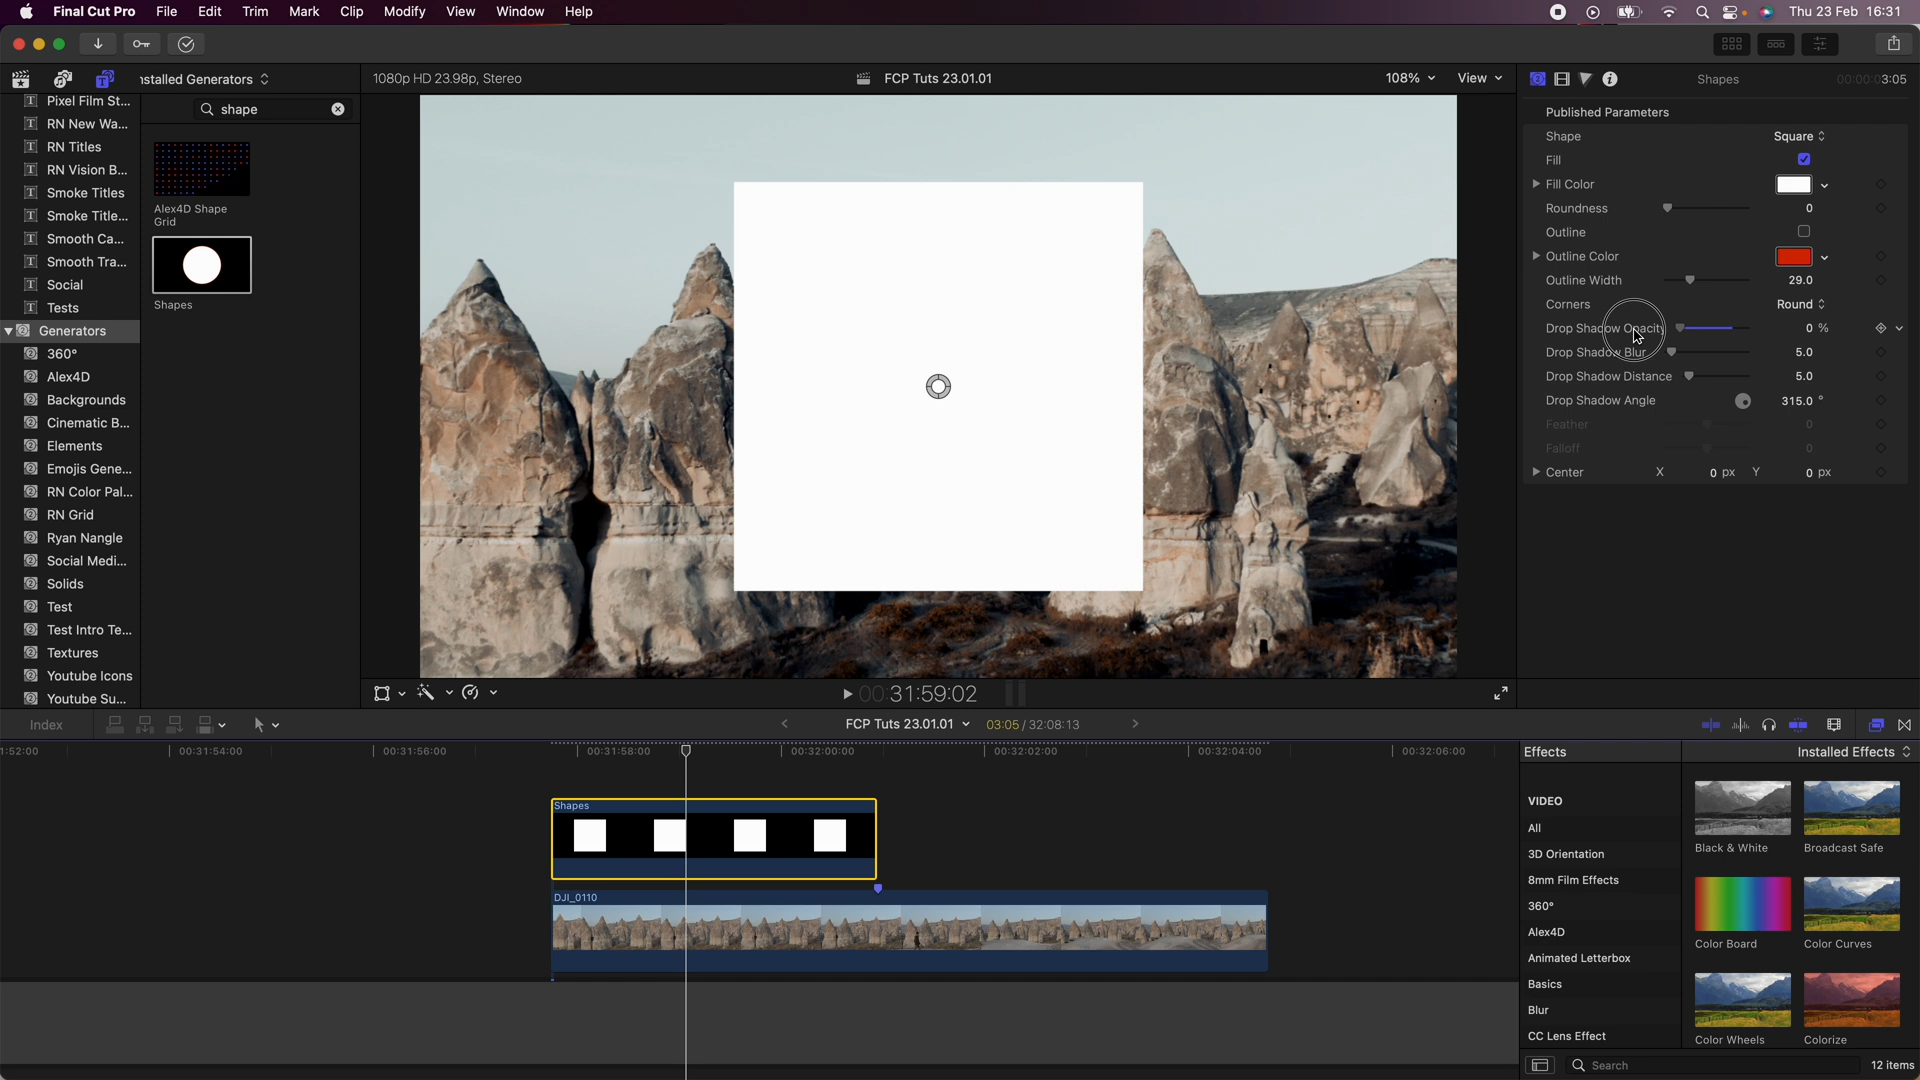 Final Cut Pro File Edit Trim Mark Clip Modify View Window Help Thu 23 Feb 16:31
nstalled Generators
1080p HD 23.98p, Stereo
FCP Tuts 23.01.01
108% View
Shapes
00:00:03:05
Pixel Film St...
RN New Wa...
RN Titles
RN Vision B...
Smoke Titles
Smoke Title...
Smooth Ca...
Smooth Tra...
Social
Tests
Generators
360°
Alex4D
Backgrounds
Cinematic B...
Elements
Emojis Gene...
RN Color Pal...
RN Grid
Ryan Nangle
Social Medi...
Solids
Test
Test Intro Te...
Textures
Youtube Icons
Youtube Su...
shape
Alex4D Shape
Grid
Shapes
Published Parameters
Shape Square
Fill
Fill Color
Roundness 0
Outline
Outline Color
Outline Width 29.0
Corners Round
Drop Shadow Opacity 0 %
Drop Shadow Blur 5.0
Drop Shadow Distance 5.0
Drop Shadow Angle 315.0 °
Feather 0
Falloff 0
Center X 0 px Y 0 px
00:31:59:02
Index
FCP Tuts 23.01.01 03:05 / 32:08:13
1:52:00 00:31:54:00 00:31:56:00 00:31:58:00 00:32:00:00 00:32:02:00 00:32:04:00 00:32:06:00
Shapes
DJI_0110
Effects
Installed Effects
VIDEO
All
3D Orientation
8mm Film Effects
360°
Alex4D
Animated Letterbox
Basics
Blur
CC Lens Effect
Black & White Broadcast Safe
Color Board Color Curves
Color Wheels Colorize
Search
12 items